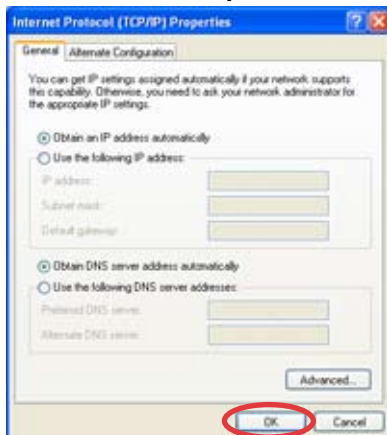 Internet Protocol (TCP/IP) Properties
General Alternate Configuration
You can get IP settings assigned automatically if your network supports
this capability. Otherwise, you need to ask your network administrator for
the appropriate IP settings.
Obtain an IP address automatically
Use the following IP address:
IP address:
Subnet mask:
Default gateway:
Obtain DNS server address automatically
Use the following DNS server addresses:
Preferred DNS server:
Alternate DNS server:
Advanced...
OK Cancel